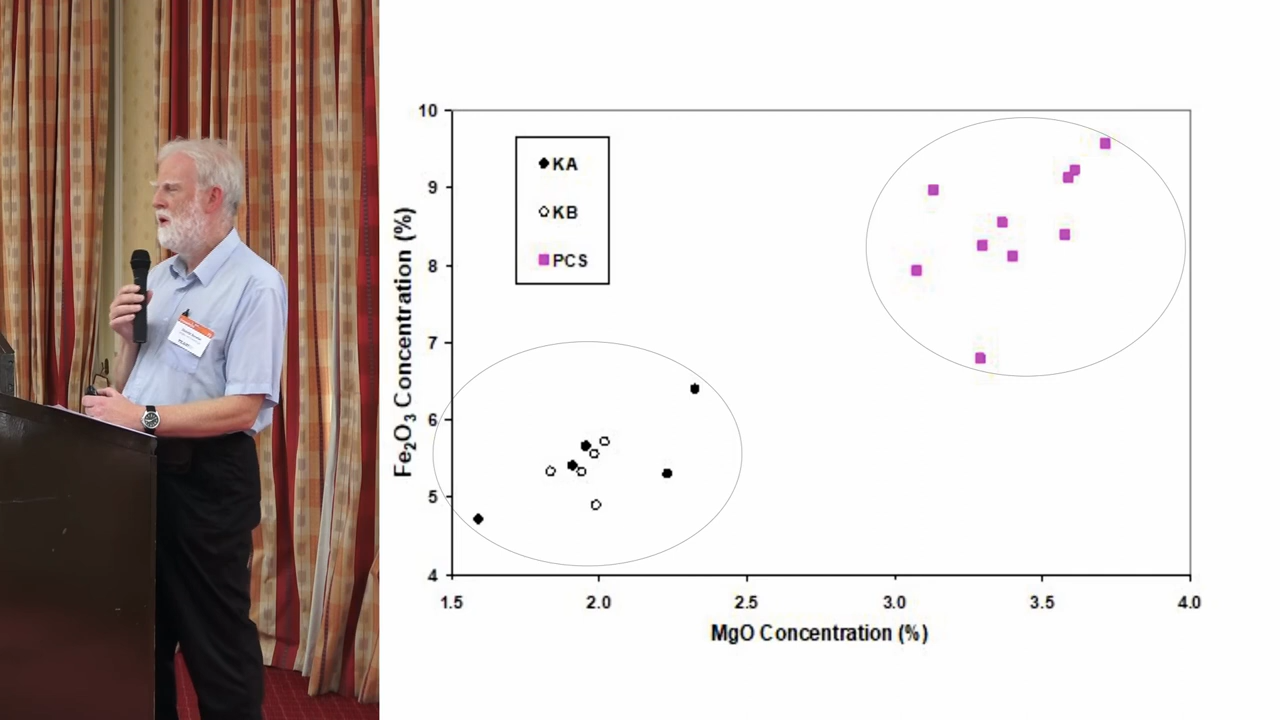 10
9
8
7
6
5
4
Fe₂O₃ Concentration (%)
KA
KB
PCS
1.5 2.0 2.5 3.0 3.5 4.0
MgO Concentration (%)